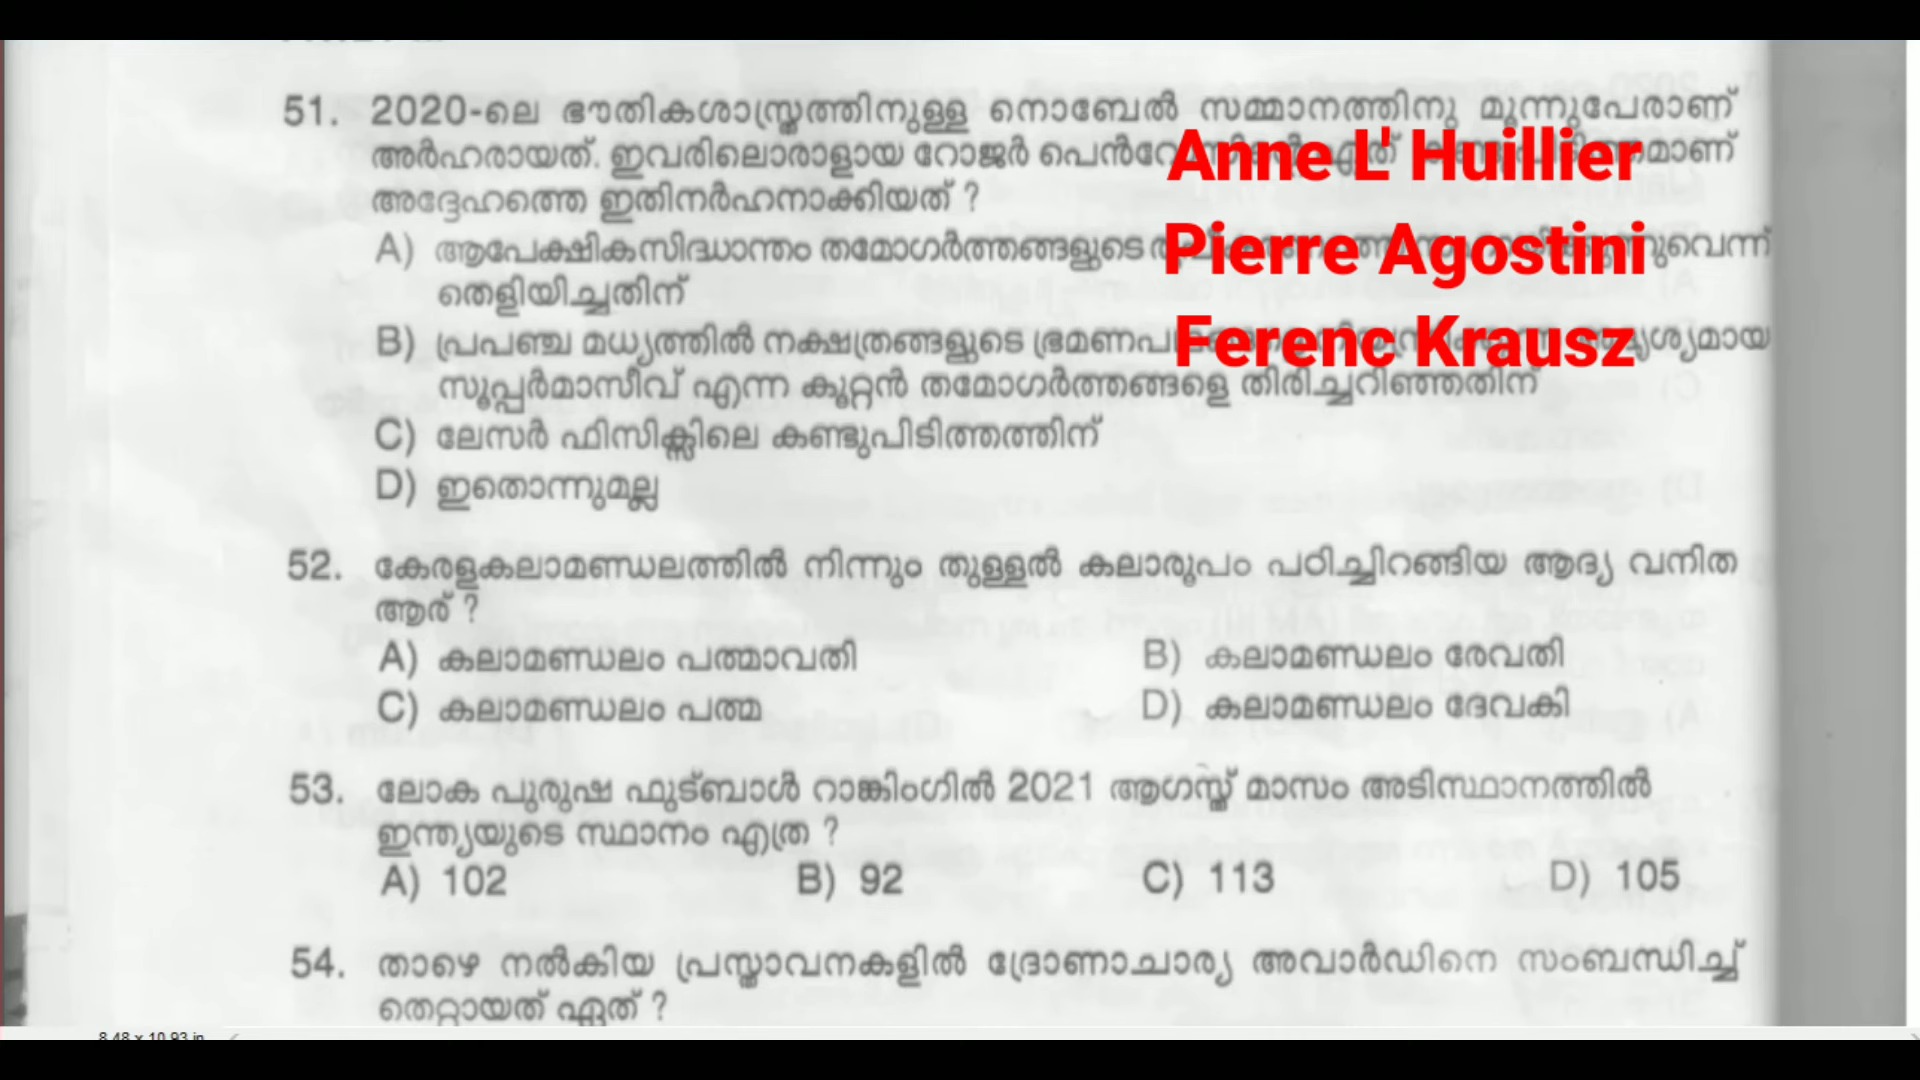 51. 2020-ലെ ഭൗതികശാസ്ത്രത്തിനുള്ള നൊബേൽ സമ്മാനത്തിനു മൂന്നുപേരാണ്
അർഹരായത്. ഇവരിലൊരാളായ റോജർ
അദ്ദേഹത്തെ ഇതിനർഹനാക്കിയത് ?
Anne L' Huillier
Pierre Agostini
Ferenc Krausz
A) ആപേക്ഷികസിദ്ധാന്തം തമോഗർത്തങ്ങളുടെ
തെളിയിച്ചതിന്
B) പ്രപഞ്ച മധ്യത്തിൽ നക്ഷത്രങ്ങളുടെ
സൂപ്പർമാസീവ് എന്ന കൂറ്റൻ തമോഗർത്തങ്ങളെ തിരിച്ചറിഞ്ഞതിന്
C) ലേസർ ഫിസിക്സിലെ കണ്ടുപിടിത്തത്തിന്
D) ഇതൊന്നുമല്ല
52. കേരളകലാമണ്ഡലത്തിൽ നിന്നും തുള്ളൽ കലാരൂപം പഠിച്ചിറങ്ങിയ ആദ്യ വനിത
ആര് ?
A) കലാമണ്ഡലം പത്മാവതി B) കലാമണ്ഡലം രേവതി
C) കലാമണ്ഡലം പത്മ D) കലാമണ്ഡലം ദേവകി
53. ലോക പുരുഷ ഫുട്ബാൾ റാങ്കിംഗിൽ 2021 ആഗസ്റ്റ് മാസം അടിസ്ഥാനത്തിൽ
ഇന്ത്യയുടെ സ്ഥാനം എത്ര ?
A) 102 B) 92 C) 113 D) 105
54. താഴെ നൽകിയ പ്രസ്താവനകളിൽ ദ്രോണാചാര്യ അവാർഡിനെ സംബന്ധിച്ച്
തെറ്റായത് ഏത് ?